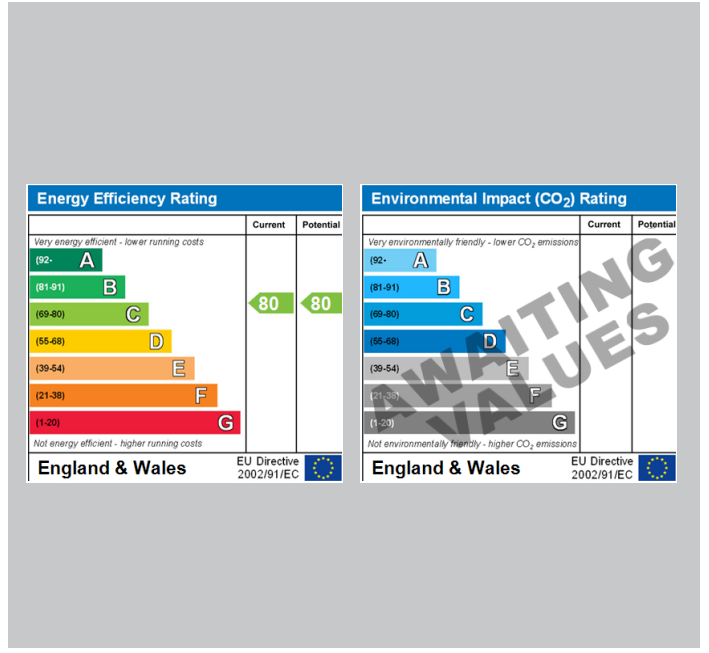 Energy Efficiency Rating
Current Potential
Very energy efficient - lower running costs
(92- A
(81-91) B
(69-80) C
80 80
(55-68) D
(39-54) E
(21-38) F
(1-20) G
Not energy efficient - higher running costs
England & Wales
EU Directive
2002/91/EC
Environmental Impact (CO2) Rating
Current Potential
Very environmentally friendly - lower CO2 emissions
(92- A
(81-91) B
(69-80) C
(55-68) D
(39-54) E
(21-38) F
(1-20) G
Not environmentally friendly - higher CO2 emissions
AWAITING
VALUES
England & Wales
EU Directive
2002/91/EC